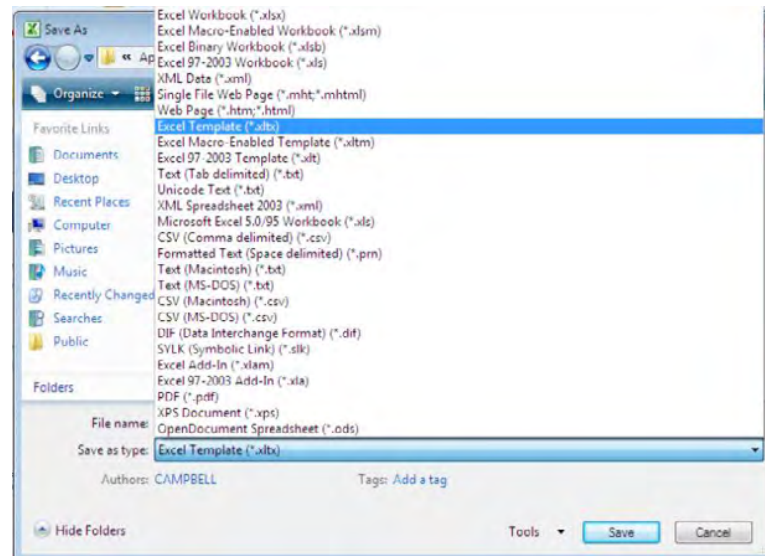 Save As
« Ap
Organize
Favorite Links
Documents
Desktop
Recent Places
Computer
Pictures
Music
Recently Changed
Searches
Public
Folders
Excel Workbook (*.xlsx)
Excel Macro-Enabled Workbook (*.xlsm)
Excel Binary Workbook (*.xlsb)
Excel 97-2003 Workbook (*.xls)
XML Data (*.xml)
Single File Web Page (*.mht;*.mhtml)
Web Page (*.htm;*.html)
Excel Template (*.xltx)
Excel Macro-Enabled Template (*.xltm)
Excel 97-2003 Template (*.xlt)
Text (Tab delimited) (*.txt)
Unicode Text (*.txt)
XML Spreadsheet 2003 (*.xml)
Microsoft Excel 5.0/95 Workbook (*.xls)
CSV (Comma delimited) (*.csv)
Formatted Text (Space delimited) (*.prn)
Text (Macintosh) (*.txt)
Text (MS-DOS) (*.txt)
CSV (Macintosh) (*.csv)
CSV (MS-DOS) (*.csv)
DIF (Data Interchange Format) (*.dif)
SYLK (Symbolic Link) (*.slk)
Excel Add-In (*.xlam)
Excel 97-2003 Add-In (*.xla)
PDF (*.pdf)
XPS Document (*.xps)
OpenDocument Spreadsheet (*.ods)
File name:
Save as type: Excel Template (*.xltx)
Authors: CAMPBELL Tags: Add a tag
Hide Folders Tools Save Cancel